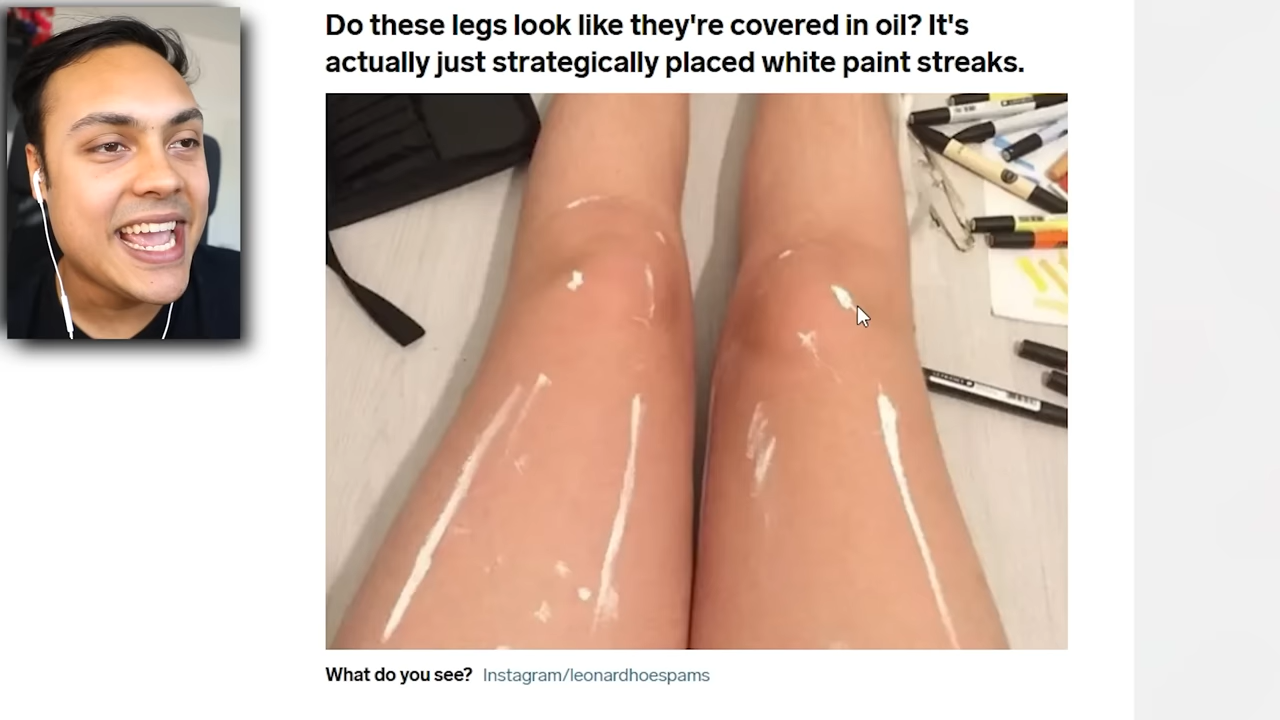 Do these legs look like they're covered in oil? It's
actually just strategically placed white paint streaks.
What do you see? Instagram/leonardhoespams